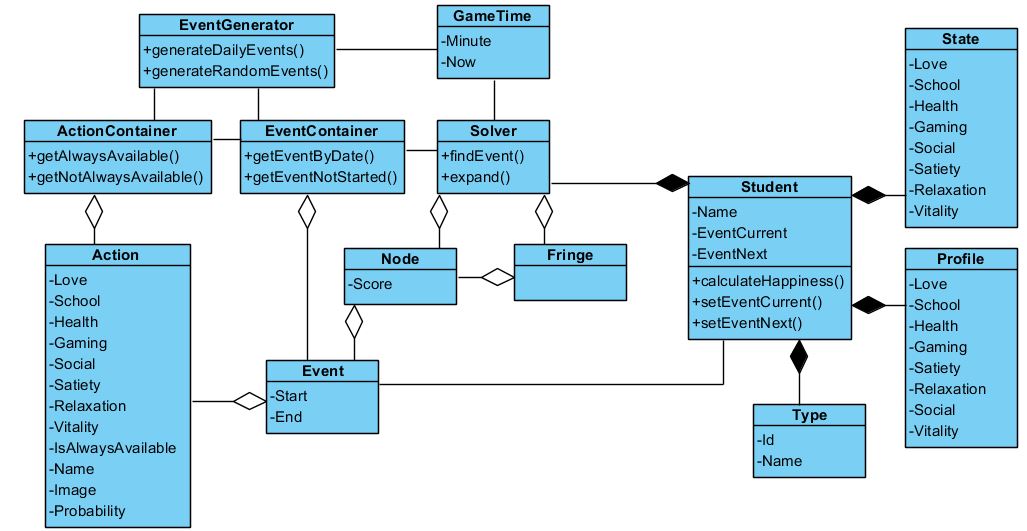 EventGenerator
+generateDailyEvents()
+generateRandomEvents()
GameTime
-Minute
-Now
State
-Love
-School
-Health
-Gaming
-Social
-Satiety
-Relaxation
-Vitality
ActionContainer
+getAlwaysAvailable()
+getNotAlwaysAvailable()
EventContainer
+getEventByDate()
+getEventNotStarted()
Solver
+findEvent()
+expand()
Student
-Name
-EventCurrent
-EventNext
+calculateHappiness()
+setEventCurrent()
+setEventNext()
Action
-Love
-School
-Health
-Gaming
-Social
-Satiety
-Relaxation
-Vitality
-IsAlwaysAvailable
-Name
-Image
-Probability
Node
-Score
Fringe
Profile
-Love
-School
-Health
-Gaming
-Satiety
-Relaxation
-Social
-Vitality
Event
-Start
-End
Type
-Id
-Name